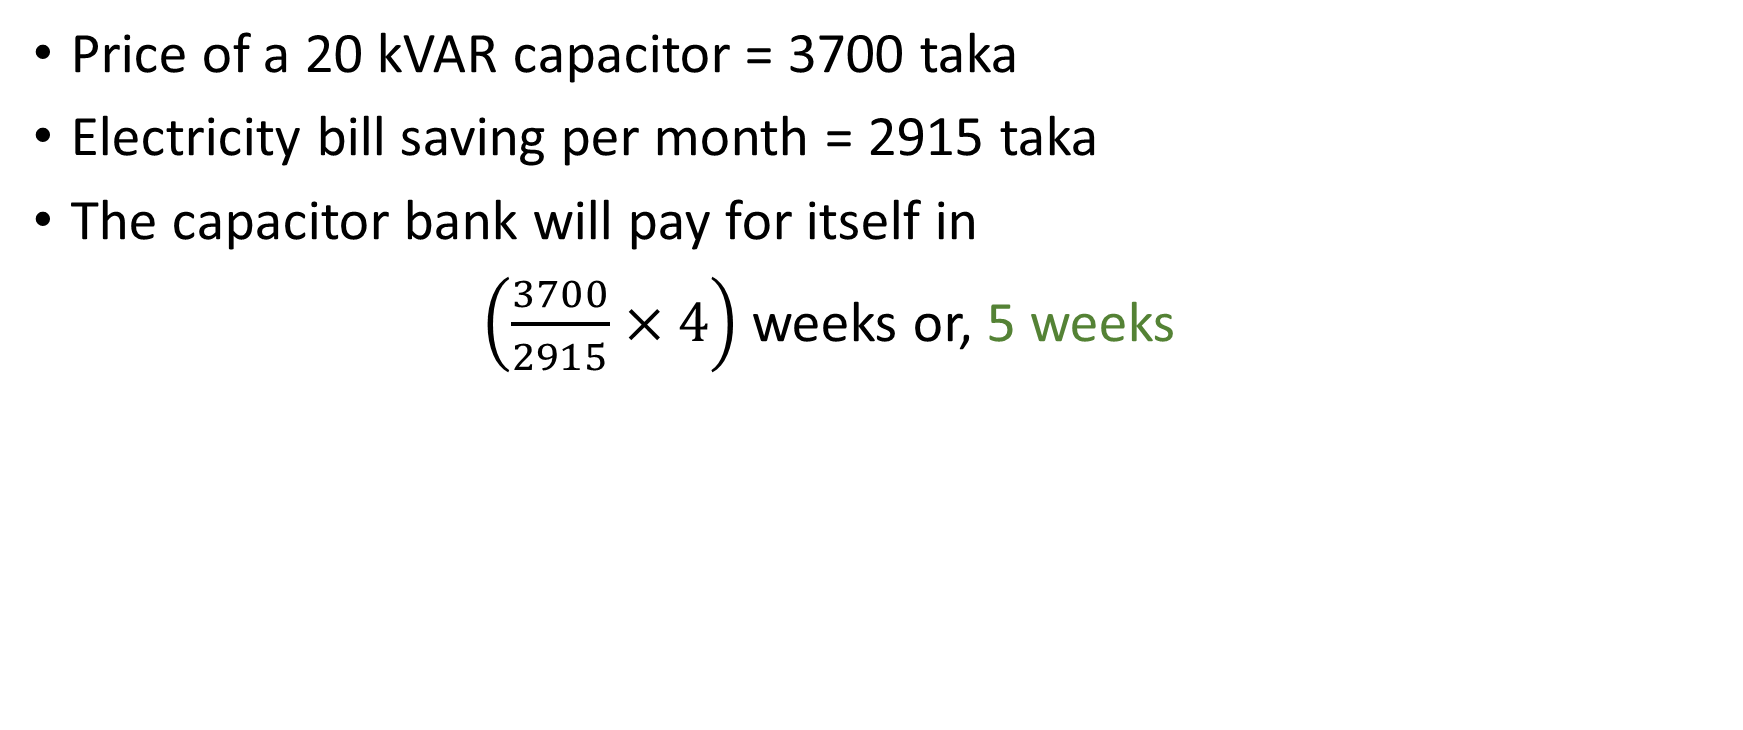 • Price of a 20 kVAR capacitor = 3700 taka
• Electricity bill saving per month = 2915 taka
• The capacitor bank will pay for itself in
(3700/2915 × 4) weeks or, 5 weeks